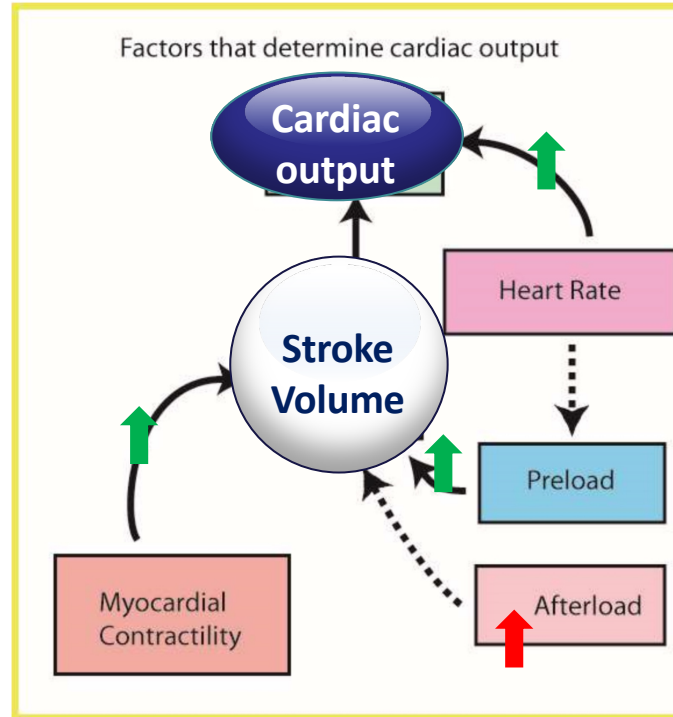 Factors that determine cardiac output
Cardiac
output
Heart Rate
Stroke
Volume
Preload
Afterload
Myocardial
Contractility